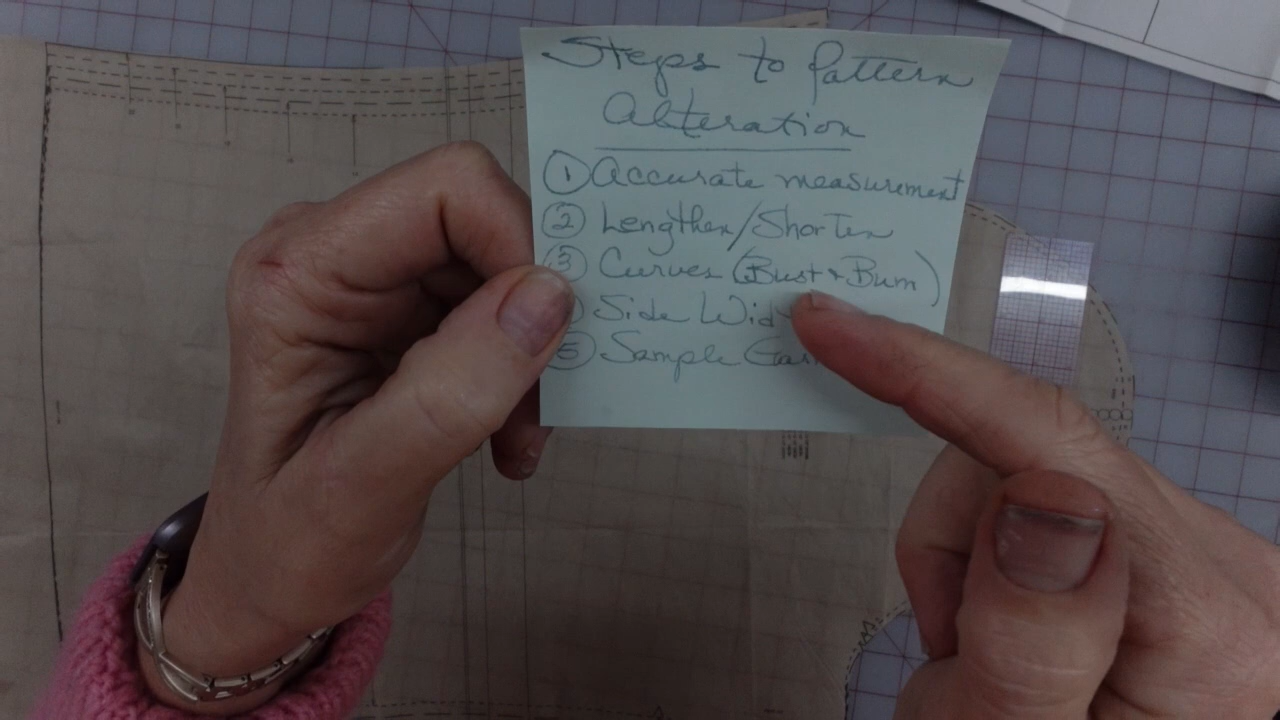 Steps to Pattern
Alteration
① Accurate measurement
② Lengthen/Shorten
③ Curves (Bust & Bum)
Side
⑤ Sample